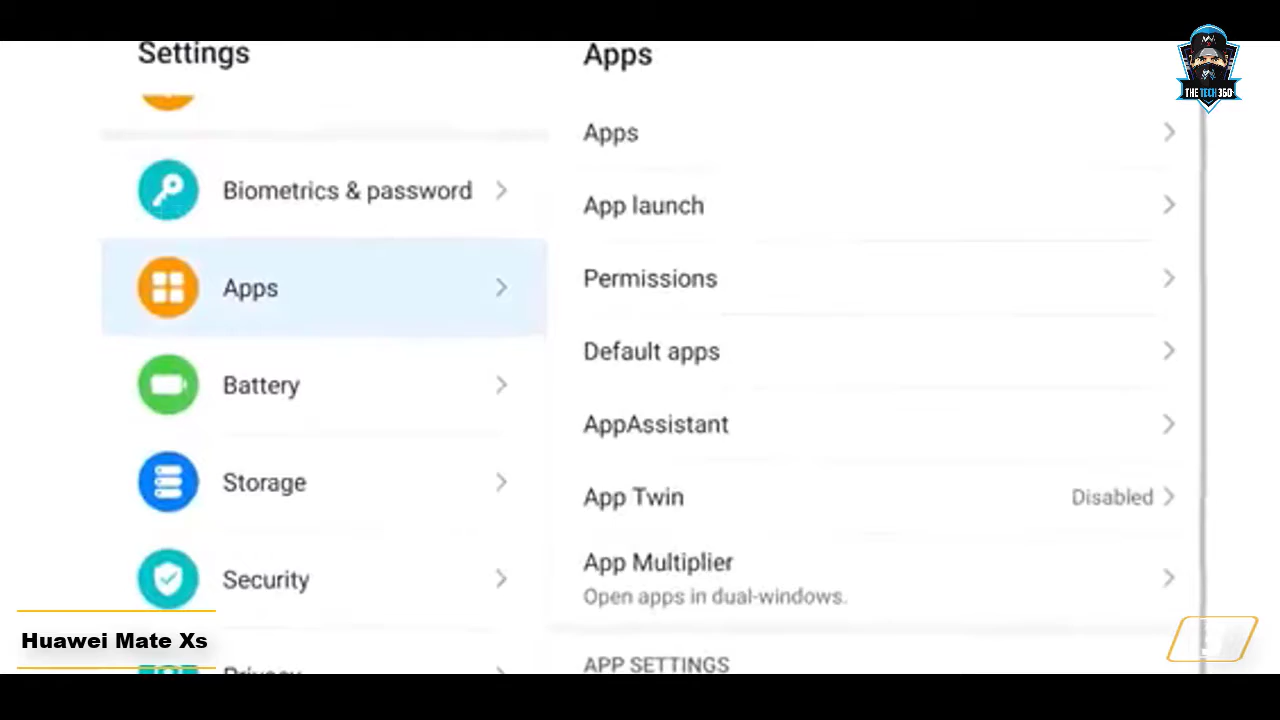 Settings
Biometrics & password
Apps
Battery
Storage
Security
Privacy
Apps
Apps
App launch
Permissions
Default apps
AppAssistant
App Twin
Disabled
App Multiplier
Open apps in dual-windows.
APP SETTINGS
THE TECH 360
Huawei Mate Xs